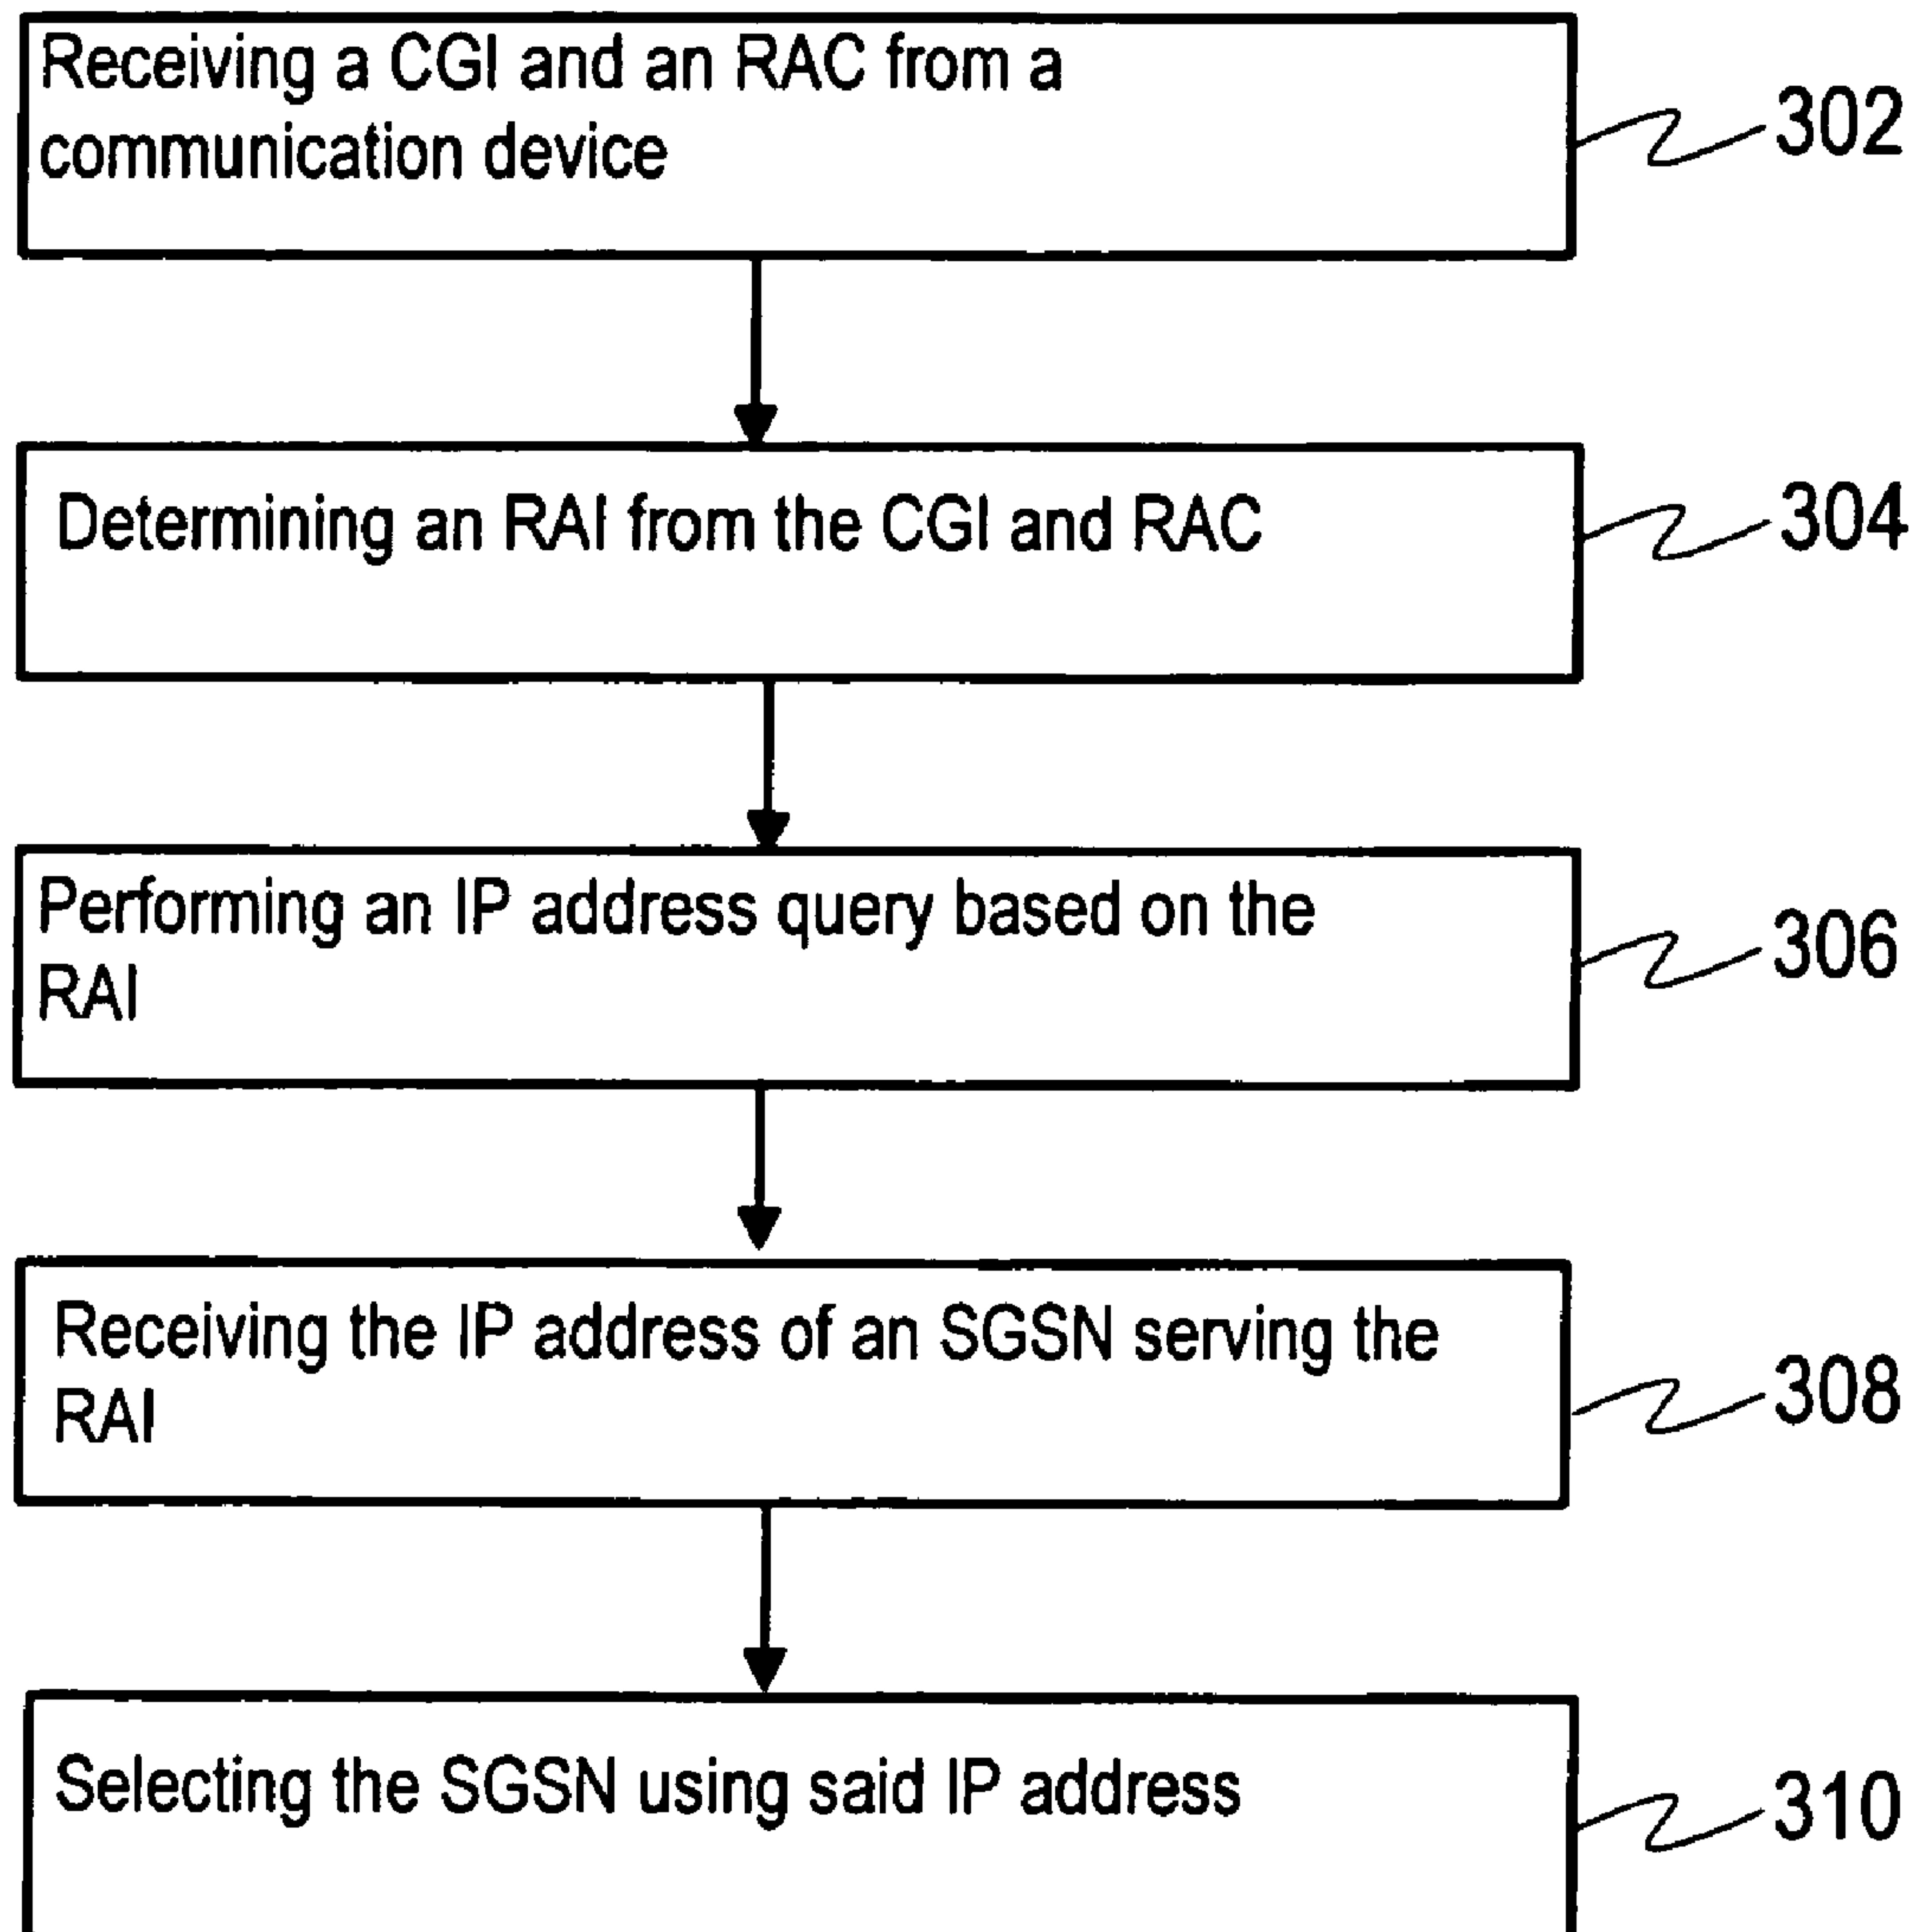 Receiving a CGI and an RAC from a
communication device
302
Determining an RAI from the CGI and RAC
304
Performing an IP address query based on the
RAI
306
Receiving the IP address of an SGSN serving the
RAI
308
Selecting the SGSN using said IP address
310